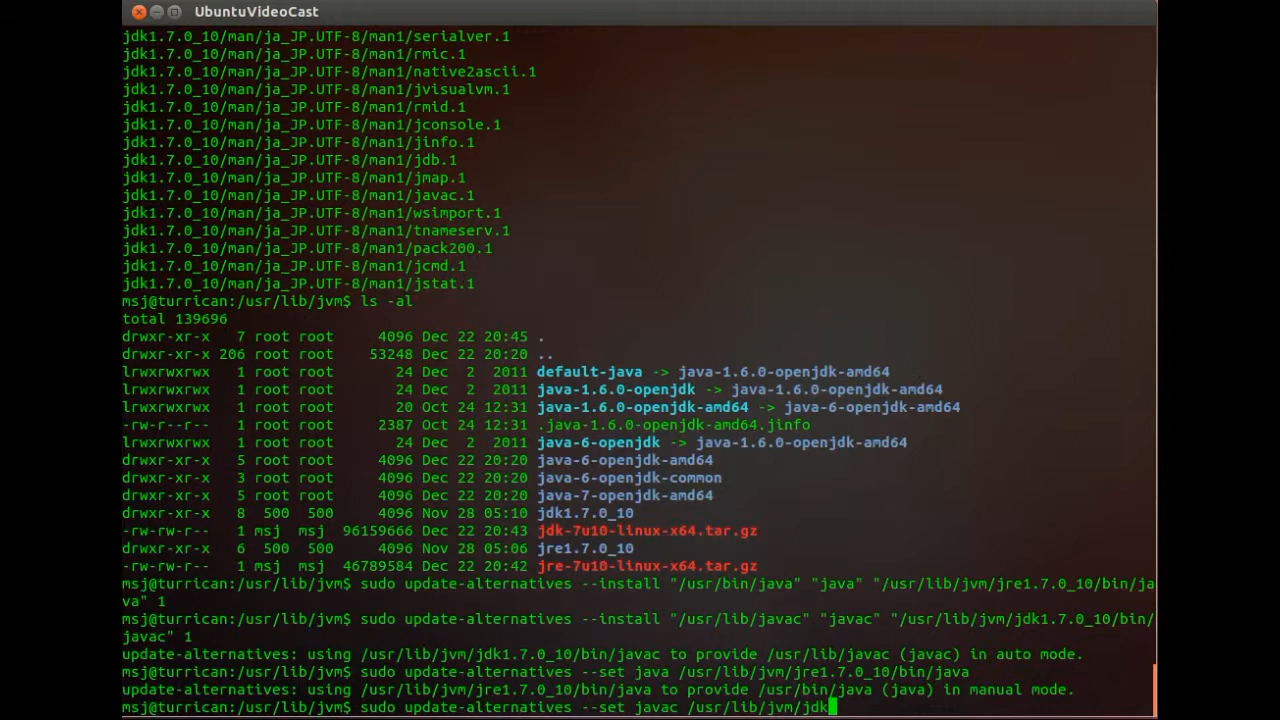 UbuntuVideoCast
jdk1.7.0_10/man/ja_JP.UTF-8/man1/serialver.1
jdk1.7.0_10/man/ja_JP.UTF-8/man1/rmic.1
jdk1.7.0_10/man/ja_JP.UTF-8/man1/native2ascii.1
jdk1.7.0_10/man/ja_JP.UTF-8/man1/jvisualvm.1
jdk1.7.0_10/man/ja_JP.UTF-8/man1/rmid.1
jdk1.7.0_10/man/ja_JP.UTF-8/man1/jconsole.1
jdk1.7.0_10/man/ja_JP.UTF-8/man1/jinfo.1
jdk1.7.0_10/man/ja_JP.UTF-8/man1/jdb.1
jdk1.7.0_10/man/ja_JP.UTF-8/man1/jmap.1
jdk1.7.0_10/man/ja_JP.UTF-8/man1/javac.1
jdk1.7.0_10/man/ja_JP.UTF-8/man1/wsimport.1
jdk1.7.0_10/man/ja_JP.UTF-8/man1/tnameserv.1
jdk1.7.0_10/man/ja_JP.UTF-8/man1/pack200.1
jdk1.7.0_10/man/ja_JP.UTF-8/man1/jcmd.1
jdk1.7.0_10/man/ja_JP.UTF-8/man1/jstat.1
msj@turrican:/usr/lib/jvm$ ls -al
total 139696
drwxr-xr-x   7 root root     4096 Dec 22 20:45 .
drwxr-xr-x 206 root root    53248 Dec 22 20:20 ..
lrwxrwxrwx   1 root root       24 Dec  2  2011 default-java -> java-1.6.0-openjdk-amd64
lrwxrwxrwx   1 root root       24 Dec  2  2011 java-1.6.0-openjdk -> java-1.6.0-openjdk-amd64
lrwxrwxrwx   1 root root       20 Oct 24 12:31 java-1.6.0-openjdk-amd64 -> java-6-openjdk-amd64
-rw-r--r--   1 root root     2387 Oct 24 12:31 .java-1.6.0-openjdk-amd64.jinfo
lrwxrwxrwx   1 root root       24 Dec  2  2011 java-6-openjdk -> java-1.6.0-openjdk-amd64
drwxr-xr-x   5 root root     4096 Dec 22 20:20 java-6-openjdk-amd64
drwxr-xr-x   3 root root     4096 Dec 22 20:20 java-6-openjdk-common
drwxr-xr-x   5 root root     4096 Dec 22 20:20 java-7-openjdk-amd64
drwxr-xr-x   8  500  500     4096 Nov 28 05:10 jdk1.7.0_10
-rw-rw-r--   1 msj  msj  96159666 Dec 22 20:43 jdk-7u10-linux-x64.tar.gz
drwxr-xr-x   6  500  500     4096 Nov 28 05:06 jre1.7.0_10
-rw-rw-r--   1 msj  msj  46789584 Dec 22 20:42 jre-7u10-linux-x64.tar.gz
msj@turrican:/usr/lib/jvm$ sudo update-alternatives --install "/usr/bin/java" "java" "/usr/lib/jvm/jre1.7.0_10/bin/ja
va" 1
msj@turrican:/usr/lib/jvm$ sudo update-alternatives --install "/usr/lib/javac" "javac" "/usr/lib/jvm/jdk1.7.0_10/bin/
javac" 1
update-alternatives: using /usr/lib/jvm/jdk1.7.0_10/bin/javac to provide /usr/lib/javac (javac) in auto mode.
msj@turrican:/usr/lib/jvm$ sudo update-alternatives --set java /usr/lib/jvm/jre1.7.0_10/bin/java
update-alternatives: using /usr/lib/jvm/jre1.7.0_10/bin/java to provide /usr/bin/java (java) in manual mode.
msj@turrican:/usr/lib/jvm$ sudo update-alternatives --set javac /usr/lib/jvm/jdk